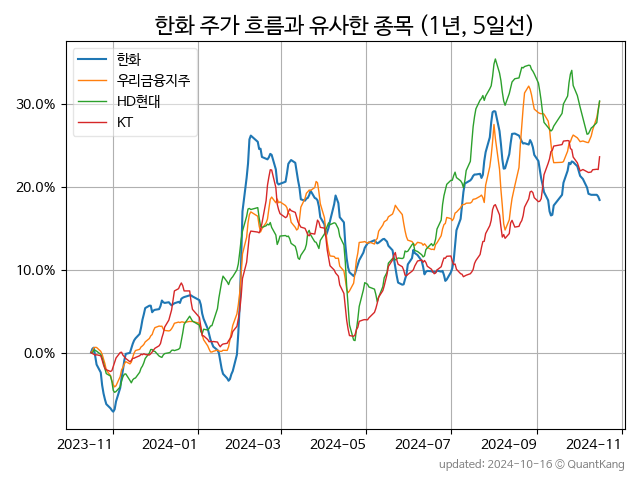 한화 주가 흐름과 유사한 종목 (1년, 5일선)
한화
우리금융지주
HD현대
KT
30.0%
20.0%
10.0%
0.0%
2023-11 2024-01 2024-03 2024-05 2024-07 2024-09 2024-11
updated: 2024-10-16 © QuantKang